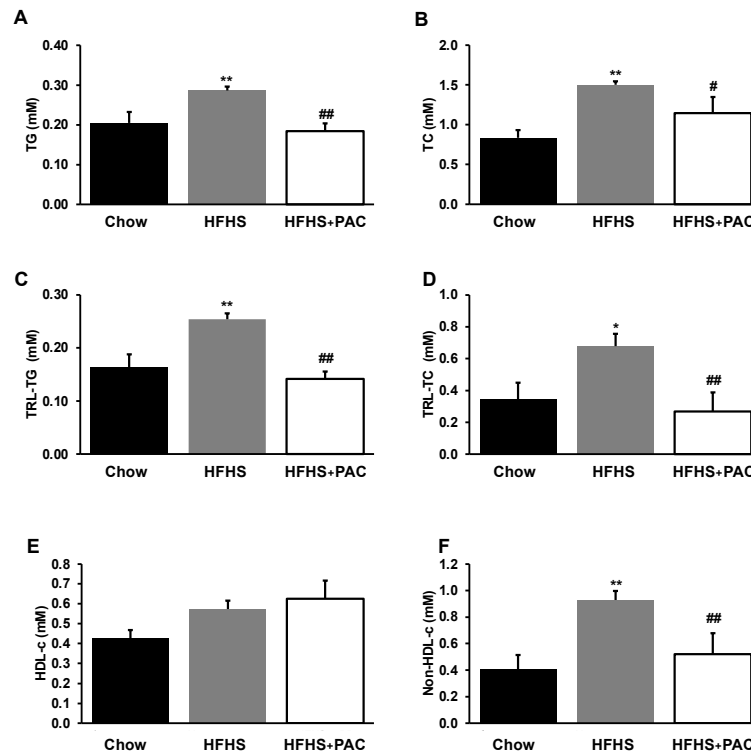 A
TG (mM)
0.40
0.30
0.20
0.10
0.00
**
##
Chow HFHS HFHS+PAC
B
TC (mM)
2.0
1.5
1.0
0.5
0.0
**
#
Chow HFHS HFHS+PAC
C
TRL-TG (mM)
0.30
0.20
0.10
0.00
**
##
Chow HFHS HFHS+PAC
D
TRL-TC (mM)
1.0
0.8
0.6
0.4
0.2
0.0
*
##
Chow HFHS HFHS+PAC
E
HDL-c (mM)
0.8
0.7
0.6
0.5
0.4
0.3
0.2
0.1
0.0
Chow HFHS HFHS+PAC
F
Non-HDL-c (mM)
1.2
1.0
0.8
0.6
0.4
0.2
0.0
**
##
Chow HFHS HFHS+PAC